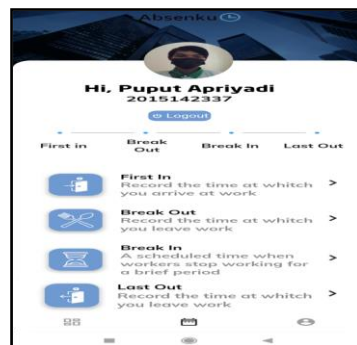 Absenku
Hi, Puput Apriyadi
2015142337
Logout
First in
Break Out
Break In
Last Out
First In
Record the time at whitch
you arrive at work
>
Break Out
Record the time at whitch
you leave work
>
Break In
A scheduled time when
workers stop working for
a brief period
>
Last Out
Record the time at whitch
you leave work
>